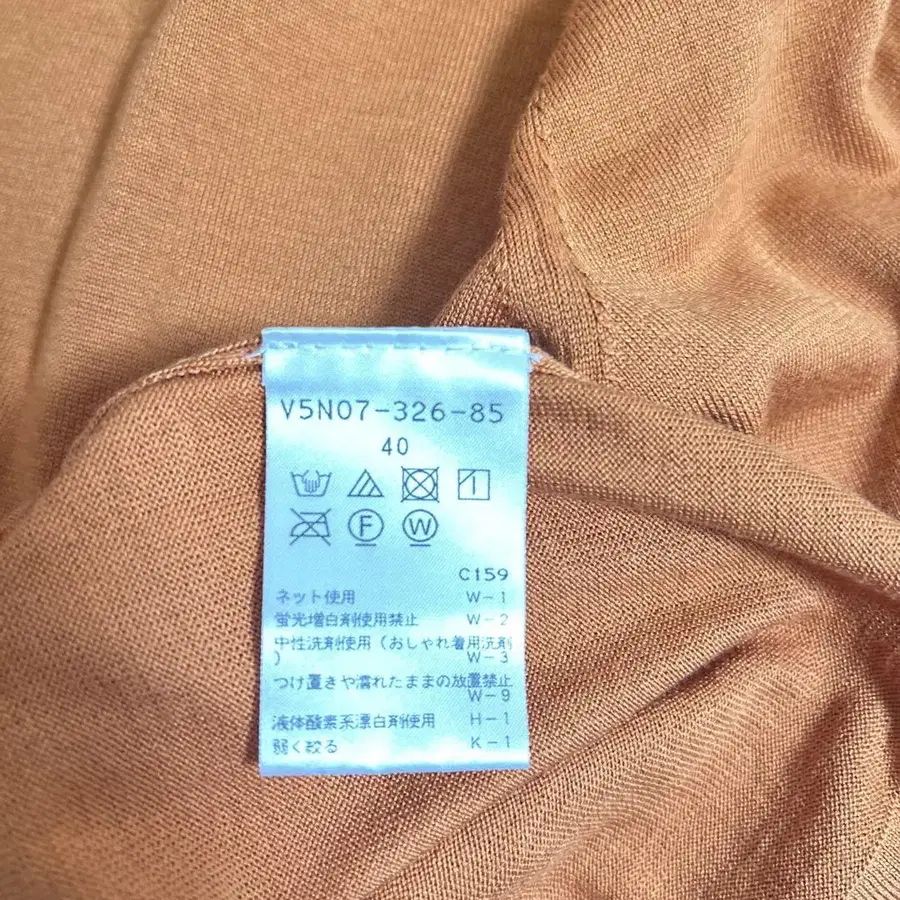 V5N07-326-85
40
F W
C159
ネット使用 W-1
蛍光増白剤使用禁止 W-2
中性洗剤使用(おしゃれ着用洗剤
) W-3
つけ置きや濡れたままの放置禁止
W-9
液体酸素系漂白剤使用 H-1
弱く絞る K-1